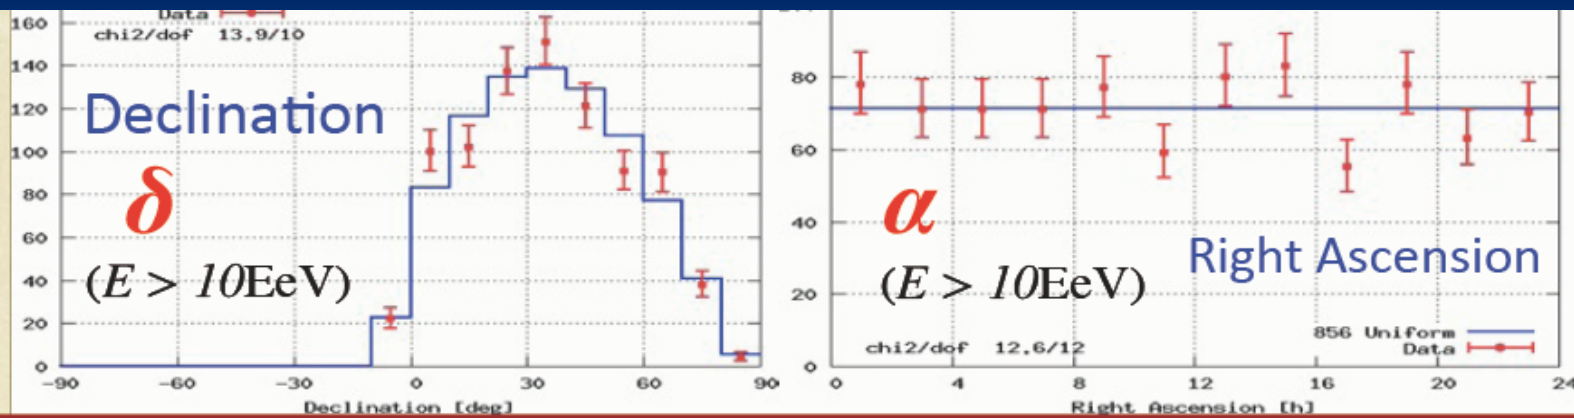 Data
chi2/dof 13.9/10
Declination
δ
(E > 10EeV)
160
140
120
100
80
60
40
20
0
-90
-60
-30
0
30
60
90
Declination [deg]
80
60
40
20
0
α
(E > 10EeV)
Right Ascension
856 Uniform
Data
chi2/dof 12.6/12
0
4
8
12
16
20
24
Right Ascension [h]